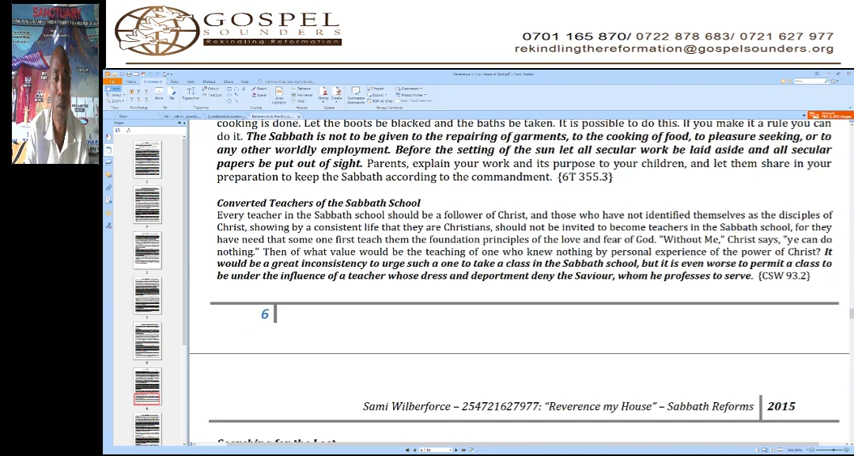 SANCTUARY
GOSPEL
SOUNDERS
Rekindling Reformation
0701 165 870/ 0722 878 683/ 0721 627 977
rekindlingthereformation@gospelsounders.org
cooking is done. Let the boots be blacked and the baths be taken. It is possible to do this. If you make it a rule you can
do it. The Sabbath is not to be given to the repairing of garments, to the cooking of food, to pleasure seeking, or to
any other worldly employment. Before the setting of the sun let all secular work be laid aside and all secular
papers be put out of sight. Parents, explain your work and its purpose to your children, and let them share in your
preparation to keep the Sabbath according to the commandment. {6T 355.3}
Converted Teachers of the Sabbath School
Every teacher in the Sabbath school should be a follower of Christ, and those who have not identified themselves as the disciples of
Christ, showing by a consistent life that they are Christians, should not be invited to become teachers in the Sabbath school, for they
have need that some one first teach them the foundation principles of the love and fear of God. "Without Me," Christ says, "ye can do
nothing." Then of what value would be the teaching of one who knew nothing by personal experience of the power of Christ? It
would be a great inconsistency to urge such a one to take a class in the Sabbath school, but it is even worse to permit a class to
be under the influence of a teacher whose dress and deportment deny the Saviour, whom he professes to serve. {CSW 93.2}
6
Sami Wilberforce – 254721627977: "Reverence my House" – Sabbath Reforms 2015
Searching for the Lost